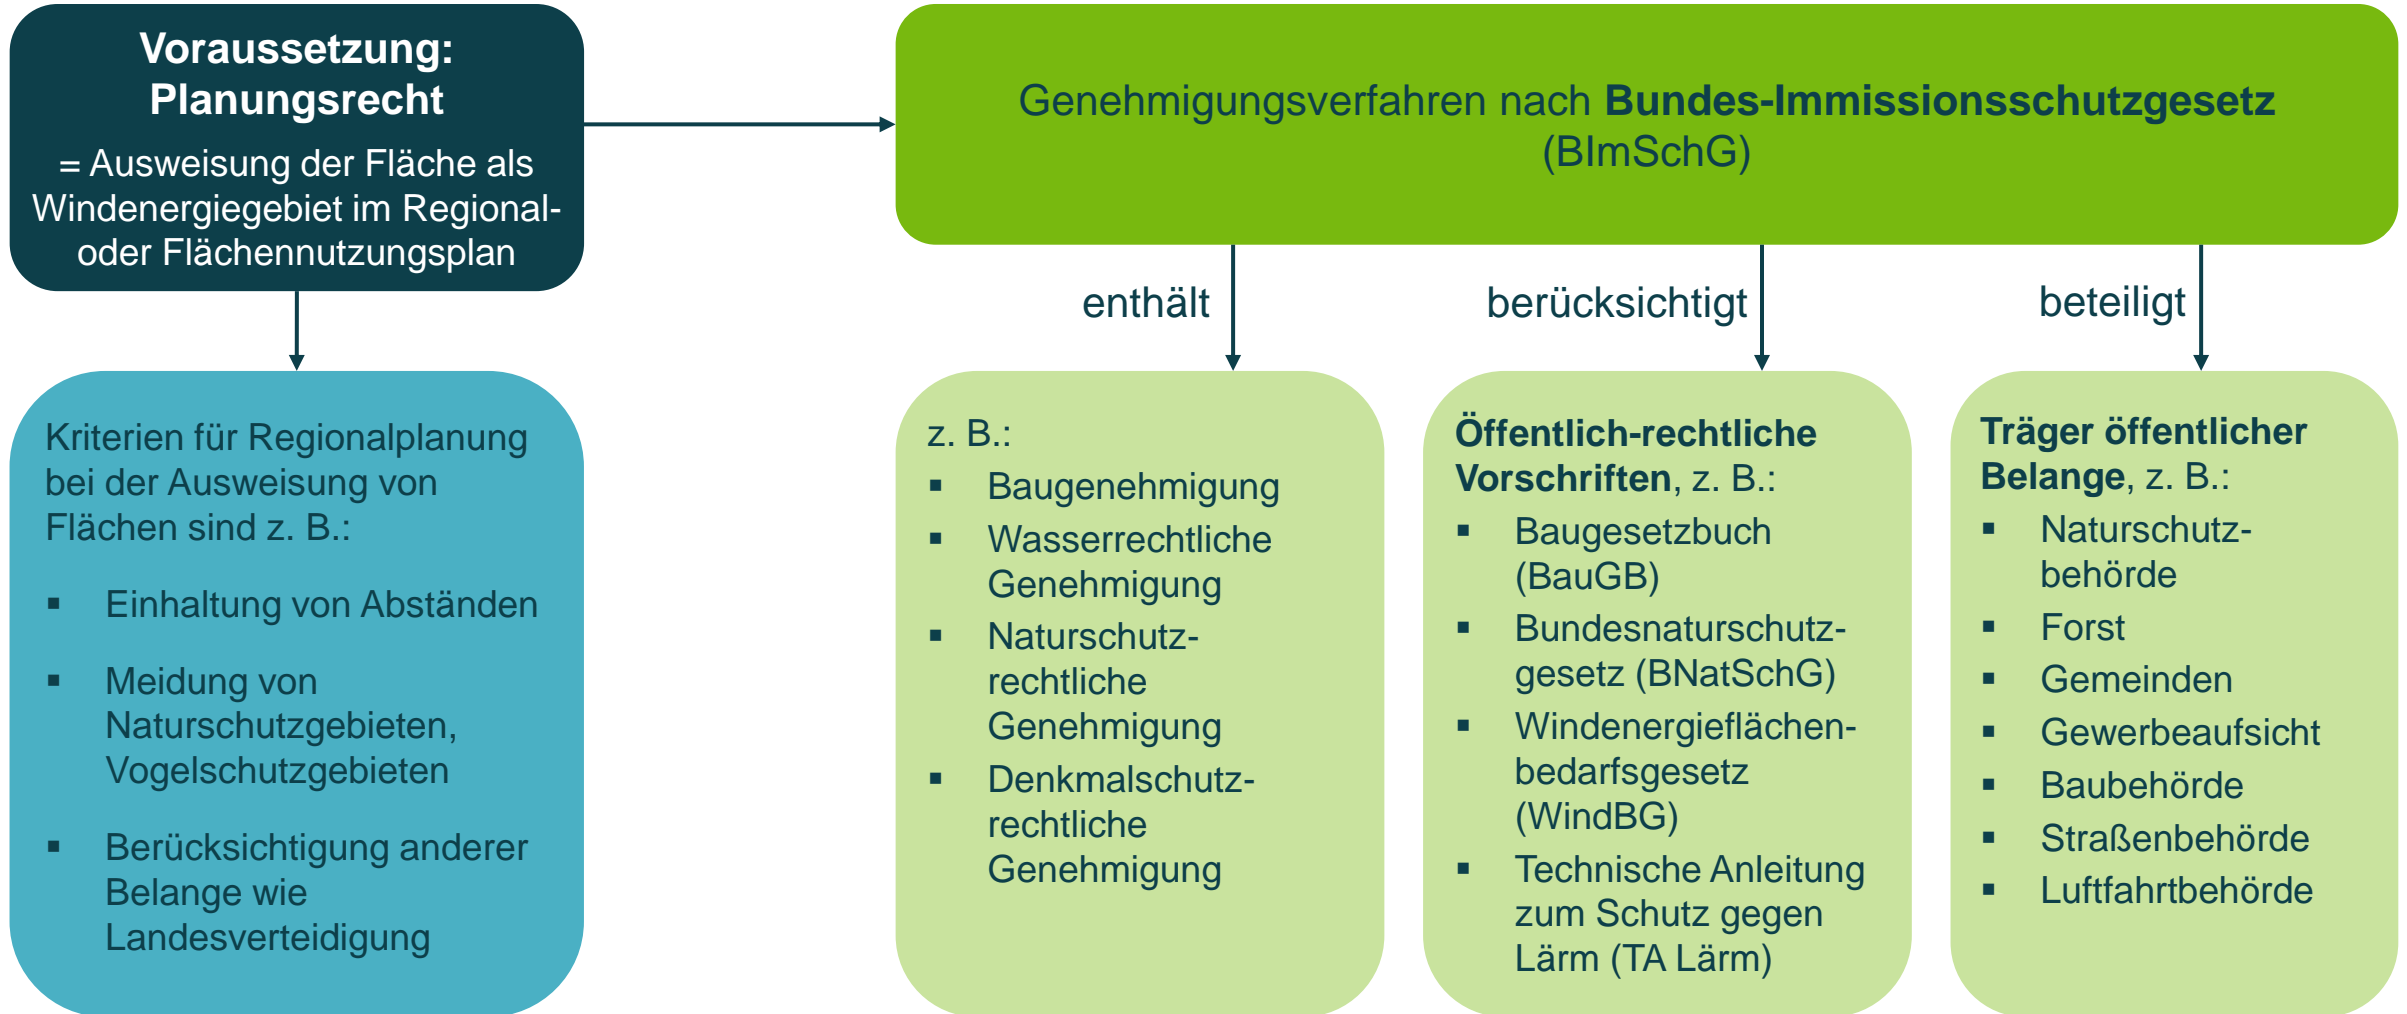 Voraussetzung:
Planungsrecht
= Ausweisung der Fläche als
Windenergiegebiet im Regional-
oder Flächennutzungsplan
Genehmigungsverfahren nach Bundes-Immissionsschutzgesetz
(BImSchG)
enthält
berücksichtigt
beteiligt
Kriterien für Regionalplanung
bei der Ausweisung von
Flächen sind z. B.:
▪ Einhaltung von Abständen
▪ Meidung von
Naturschutzgebieten,
Vogelschutzgebieten
▪ Berücksichtigung anderer
Belange wie
Landesverteidigung
z. B.:
▪ Baugenehmigung
▪ Wasserrechtliche
Genehmigung
▪ Naturschutz-
rechtliche
Genehmigung
▪ Denkmalschutz-
rechtliche
Genehmigung
Öffentlich-rechtliche
Vorschriften, z. B.:
▪ Baugesetzbuch
(BauGB)
▪ Bundesnaturschutz-
gesetz (BNatSchG)
▪ Windenergieflächen-
bedarfsgesetz
(WindBG)
▪ Technische Anleitung
zum Schutz gegen
Lärm (TA Lärm)
Träger öffentlicher
Belange, z. B.:
▪ Naturschutz-
behörde
▪ Forst
▪ Gemeinden
▪ Gewerbeaufsicht
▪ Baubehörde
▪ Straßenbehörde
▪ Luftfahrtbehörde